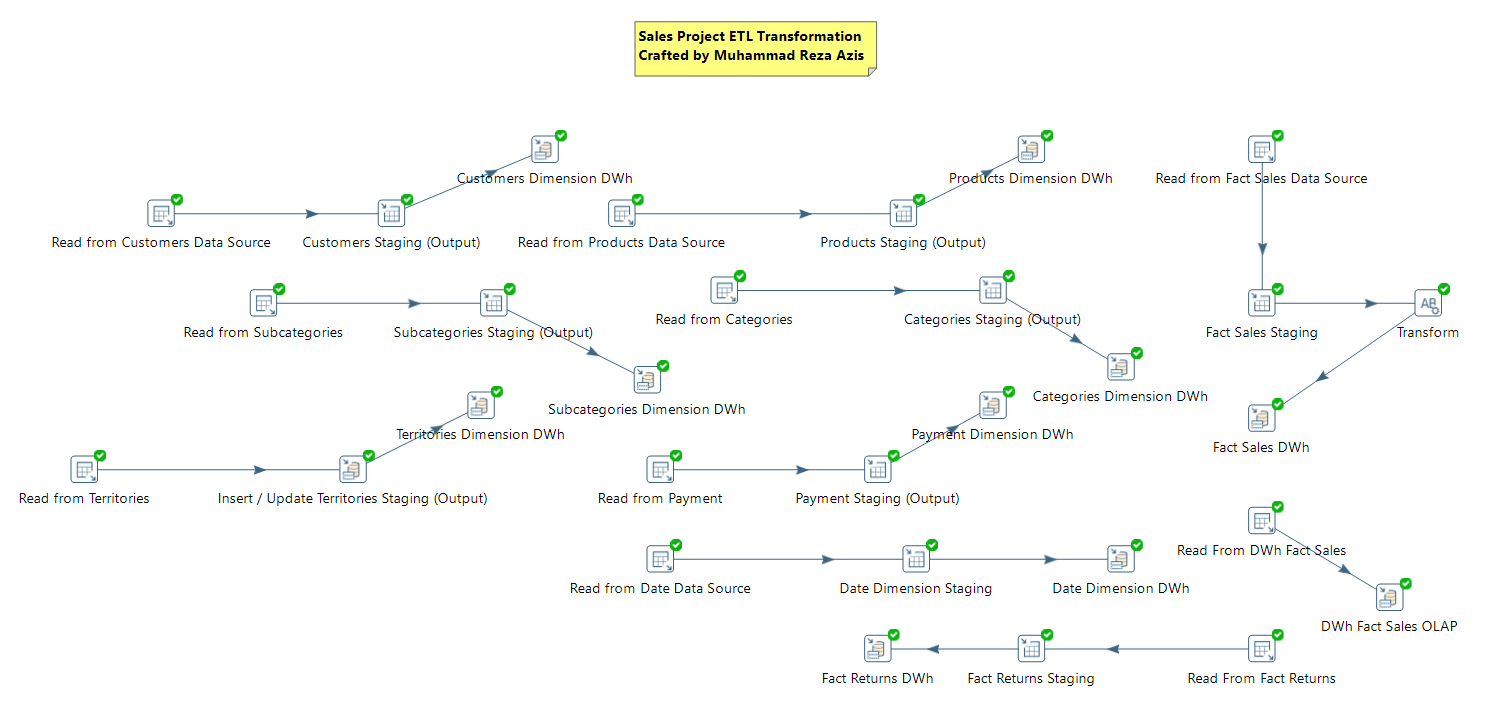 Sales Project ETL Transformation
Crafted by Muhammad Reza Azis
Customers Dimension DWh
Products Dimension DWh
Read from Fact Sales Data Source
Read from Customers Data Source
Customers Staging (Output)
Read from Products Data Source
Products Staging (Output)
Read from Subcategories
Subcategories Staging (Output)
Read from Categories
Categories Staging (Output)
Fact Sales Staging
AB
Transform
Subcategories Dimension DWh
Categories Dimension DWh
Territories Dimension DWh
Payment Dimension DWh
Fact Sales DWh
Read from Territories
Insert / Update Territories Staging (Output)
Read from Payment
Payment Staging (Output)
Read From DWh Fact Sales
Read from Date Data Source
Date Dimension Staging
Date Dimension DWh
DWh Fact Sales OLAP
Fact Returns DWh
Fact Returns Staging
Read From Fact Returns